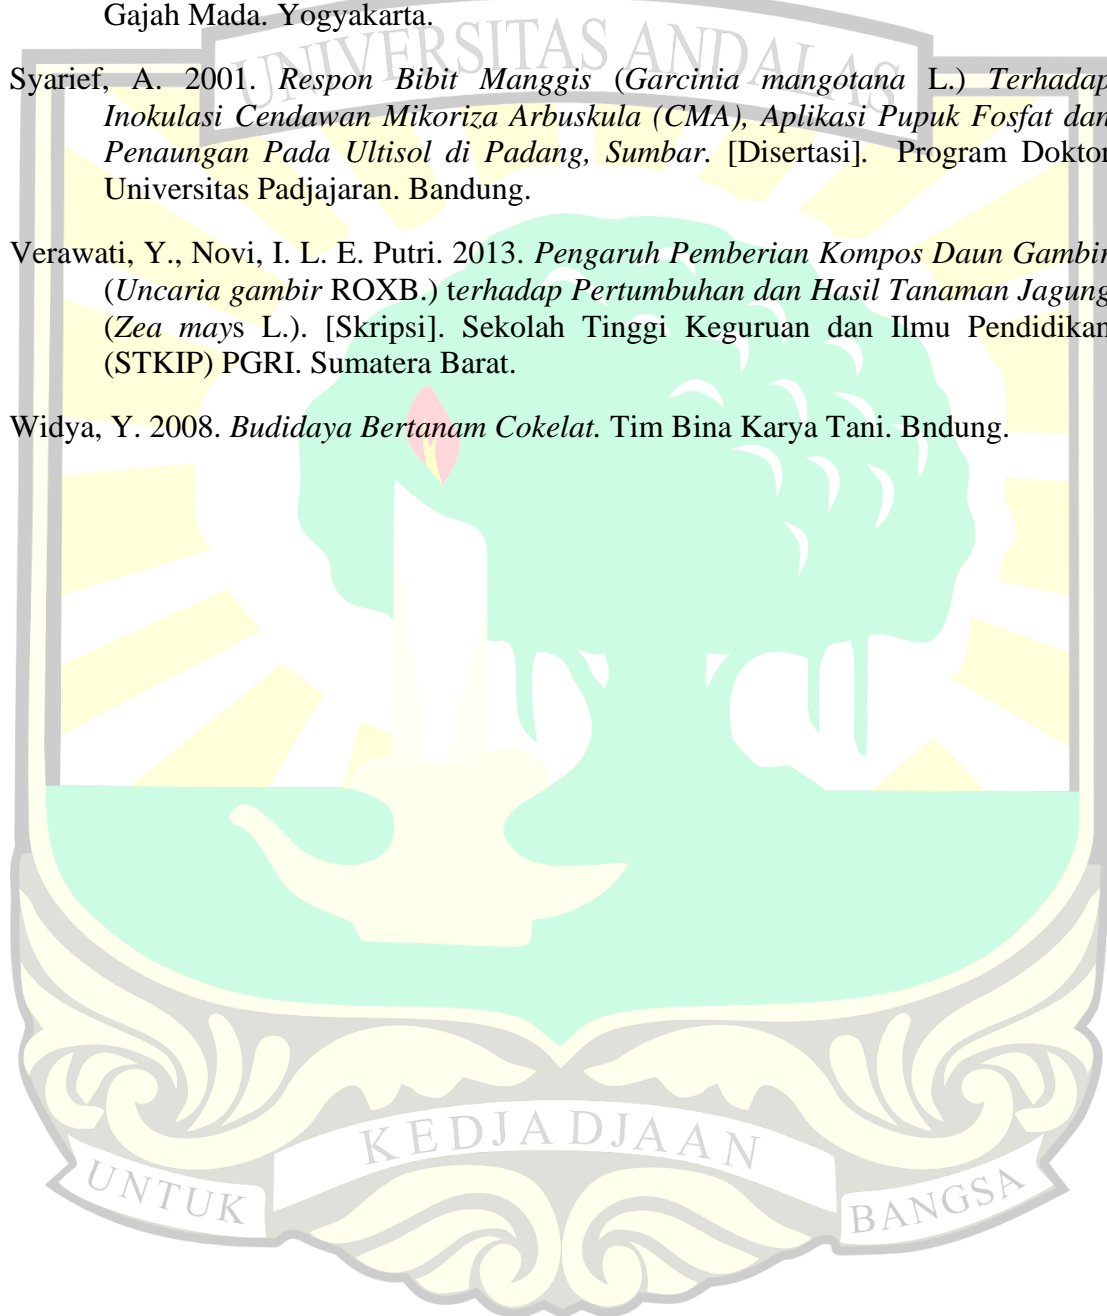 Gajah Mada. Yogyakarta.
UNIVERSITAS ANDALAS
Syarief, A. 2001. Respon Bibit Manggis (Garcinia mangotana L.) Terhadap
Inokulasi Cendawan Mikoriza Arbuskula (CMA), Aplikasi Pupuk Fosfat dan
Penaungan Pada Ultisol di Padang, Sumbar. [Disertasi]. Program Doktor
Universitas Padjajaran. Bandung.
Verawati, Y., Novi, I. L. E. Putri. 2013. Pengaruh Pemberian Kompos Daun Gambir
(Uncaria gambir ROXB.) terhadap Pertumbuhan dan Hasil Tanaman Jagung
(Zea mays L.). [Skripsi]. Sekolah Tinggi Keguruan dan Ilmu Pendidikan
(STKIP) PGRI. Sumatera Barat.
Widya, Y. 2008. Budidaya Bertanam Cokelat. Tim Bina Karya Tani. Bndung.
UNTUK
KEDJADJAAN
BANGSA